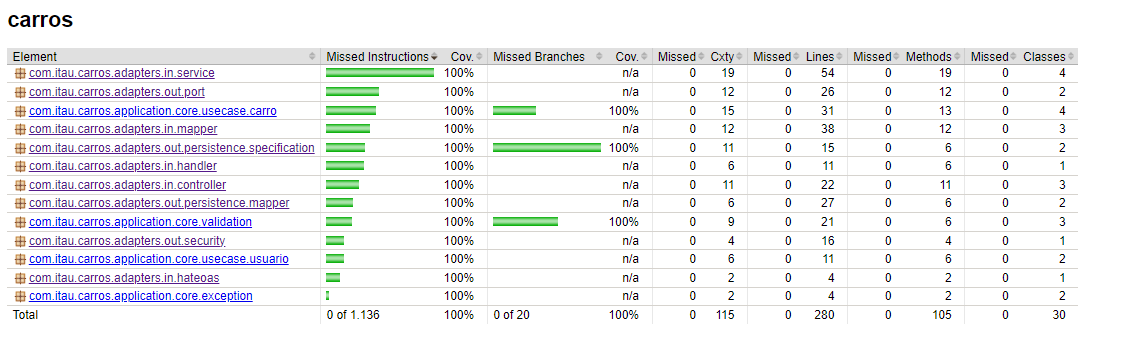 carros
Element Missed Instructions Cov. Missed Branches Cov. Missed Cxty Missed Lines Missed Methods Missed Classes
com.itau.carros.adapters.in.service 100% n/a 0 19 0 54 0 19 0 4
com.itau.carros.adapters.out.port 100% n/a 0 12 0 26 0 12 0 2
com.itau.carros.application.core.usecase.carro 100% 100% 0 15 0 31 0 13 0 4
com.itau.carros.adapters.in.mapper 100% n/a 0 12 0 38 0 12 0 3
com.itau.carros.adapters.out.persistence.specification 100% 100% 0 11 0 15 0 6 0 2
com.itau.carros.adapters.in.handler 100% n/a 0 6 0 11 0 6 0 1
com.itau.carros.adapters.in.controller 100% n/a 0 11 0 22 0 11 0 3
com.itau.carros.adapters.out.persistence.mapper 100% n/a 0 6 0 27 0 6 0 2
com.itau.carros.application.core.validation 100% 100% 0 9 0 21 0 6 0 3
com.itau.carros.adapters.out.security 100% n/a 0 4 0 16 0 4 0 1
com.itau.carros.application.core.usecase.usuario 100% n/a 0 6 0 11 0 6 0 2
com.itau.carros.adapters.in.hateoas 100% n/a 0 2 0 4 0 2 0 1
com.itau.carros.application.core.exception 100% n/a 0 2 0 4 0 2 0 2
Total 0 of 1.136 100% 0 of 20 100% 0 115 0 280 0 105 0 30